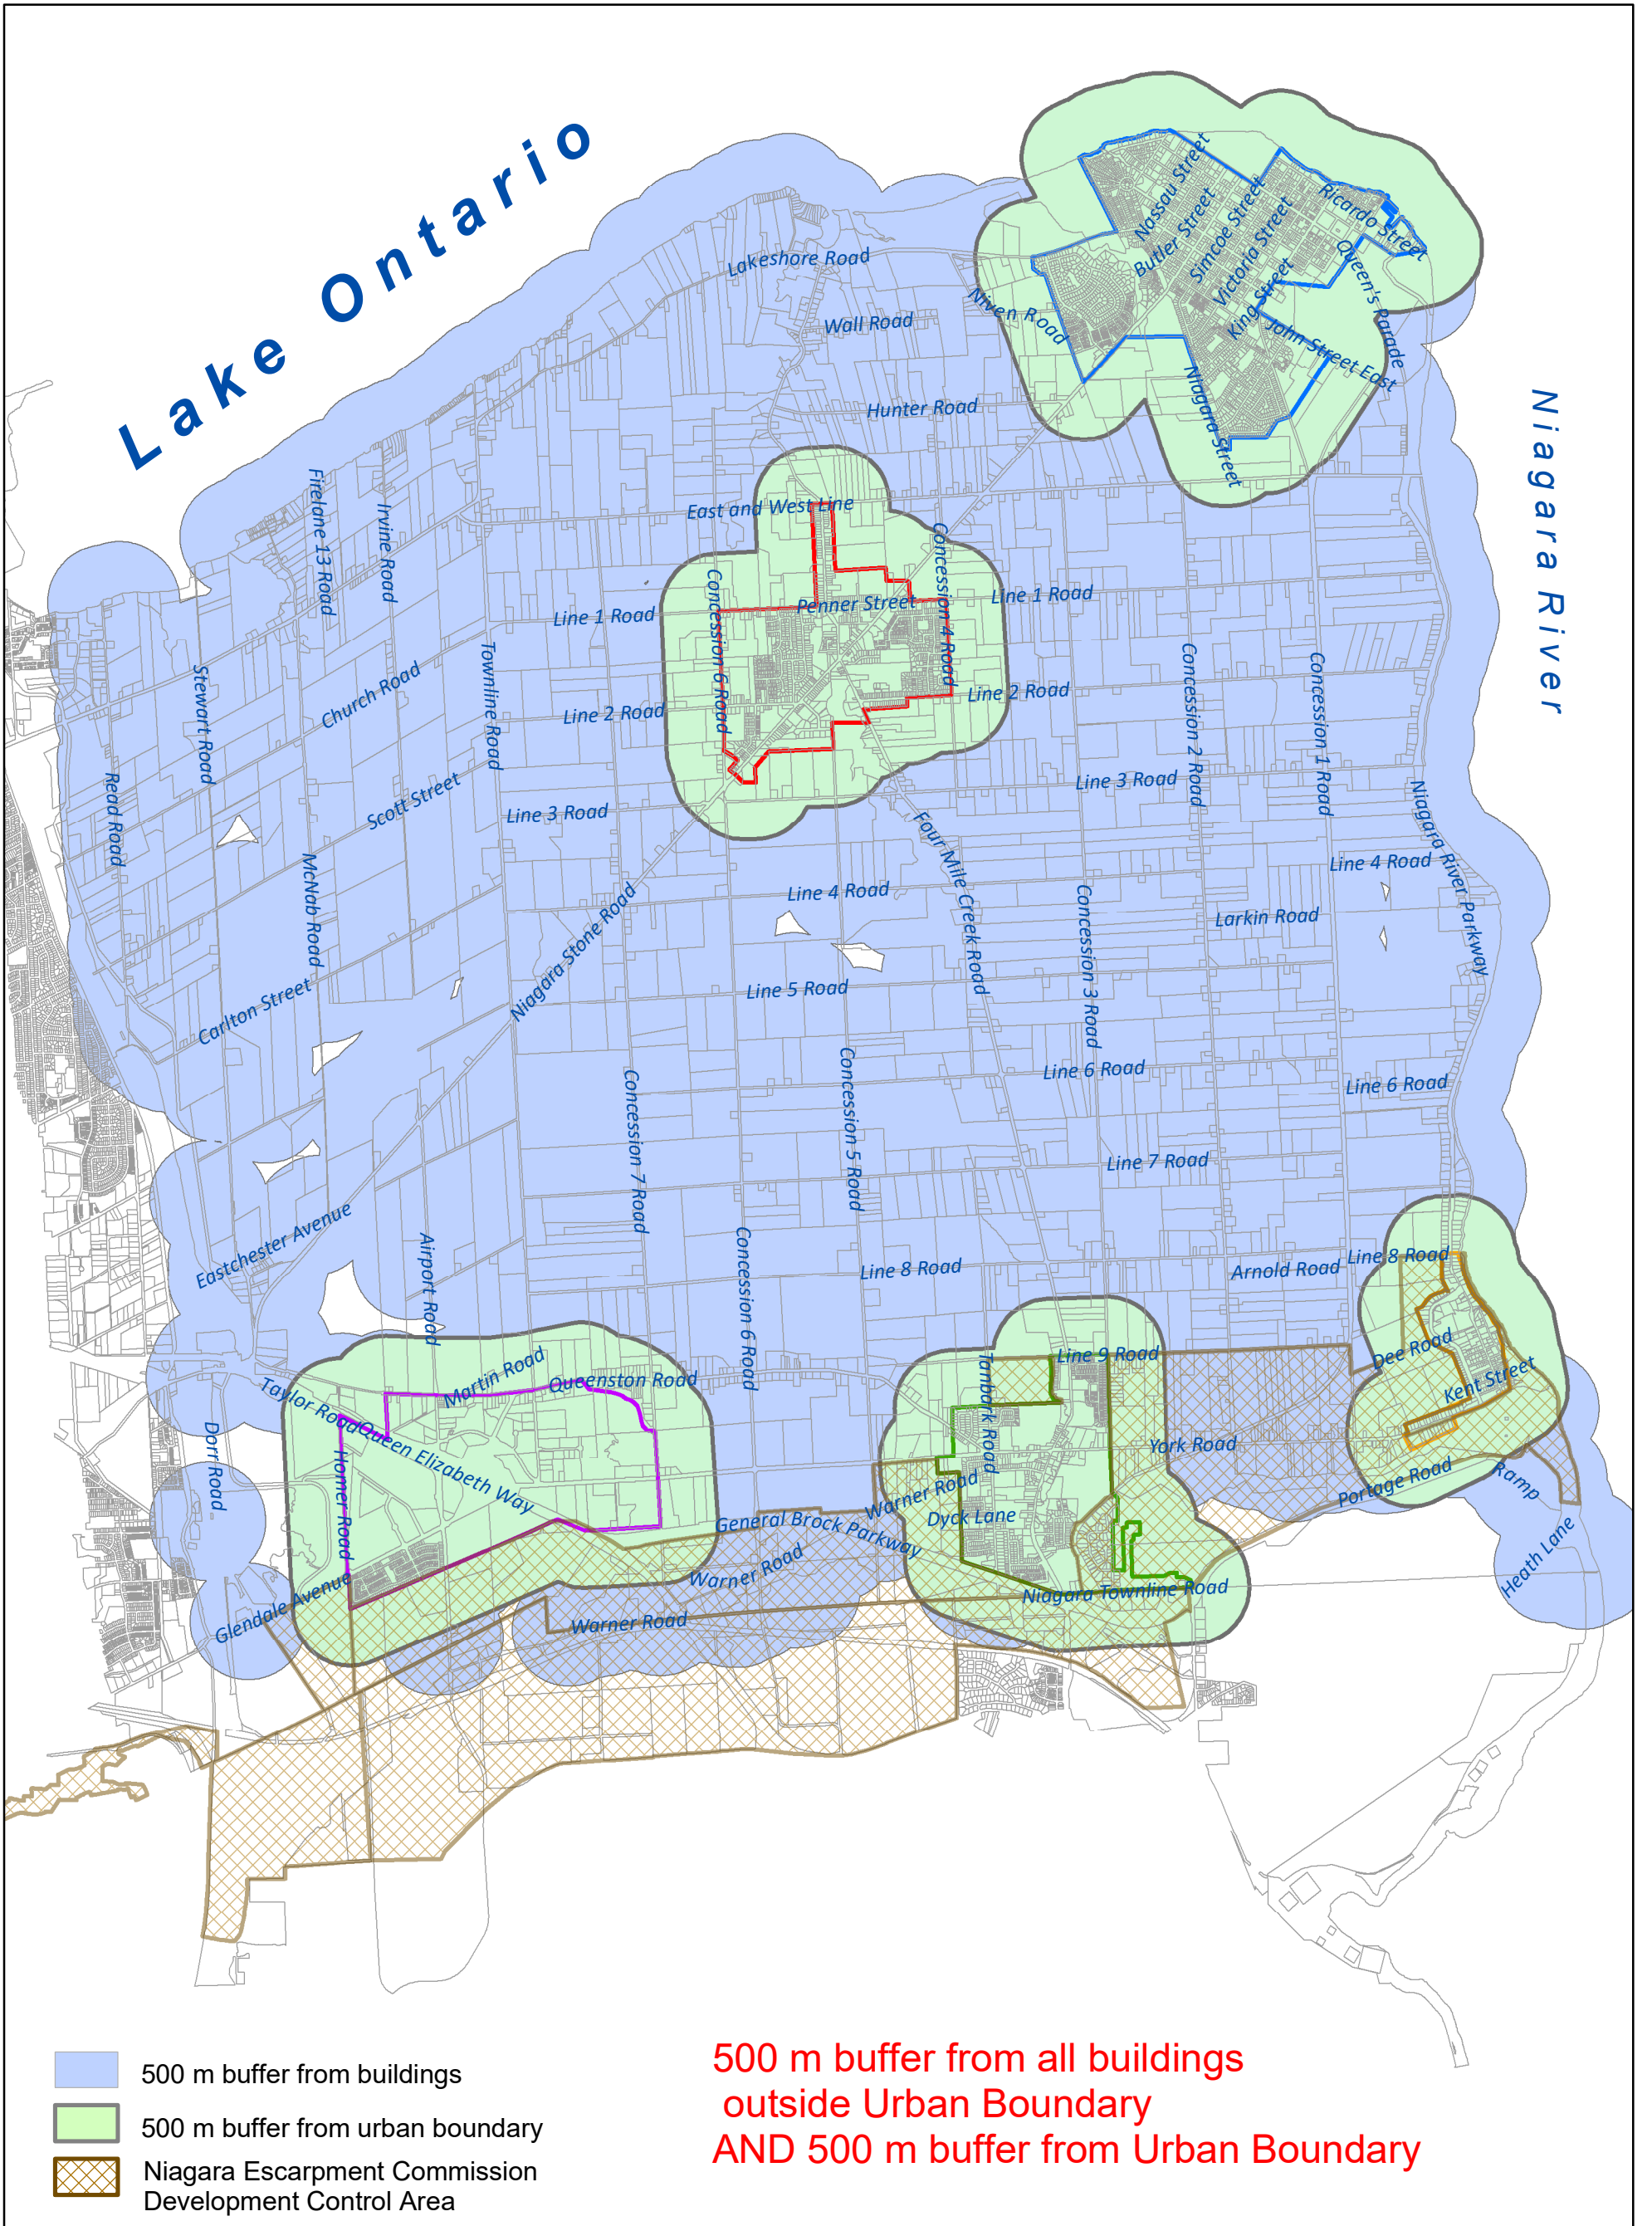 Lake Ontario
Nassau Street
Butler Street
Simcoe Street
Victoria Street
King Street
Ricardo Street
Queen's Parade
John Street East
Niagara Street
Lakeshore Road
Niven Road
Wall Road
Hunter Road
Niagara River
East and West Line
Firelane 13 Road
Irvine Road
Concession 6 Road
Concession 4 Road
Penner Street
Line 1 Road
Line 1 Road
Townline Road
Stewart Road
Church Road
Line 2 Road
Line 2 Road
Concession 2 Road
Concession 1 Road
Read Road
Scott Street
Line 3 Road
Line 3 Road
Niagara River Parkway
Four Mile Creek Road
McNab Road
Niagara Stone Road
Line 4 Road
Line 4 Road
Concession 3 Road
Larkin Road
Carlton Street
Line 5 Road
Line 6 Road
Line 6 Road
Concession 7 Road
Concession 5 Road
Line 7 Road
Eastchester Avenue
Airport Road
Concession 6 Road
Line 8 Road
Arnold Road
Line 8 Road
Line 9 Road
Tanbark Road
Dee Road
Kent Street
Martin Road
Queenston Road
Taylor Road
Queen Elizabeth Way
Dorr Road
Homer Road
York Road
Portage Road
Ramp
Warner Road
Dyck Lane
General Brock Parkway
Warner Road
Heath Lane
Glendale Avenue
Niagara Townline Road
Warner Road
500 m buffer from buildings
500 m buffer from urban boundary
Niagara Escarpment Commission
Development Control Area
500 m buffer from all buildings
outside Urban Boundary
AND 500 m buffer from Urban Boundary